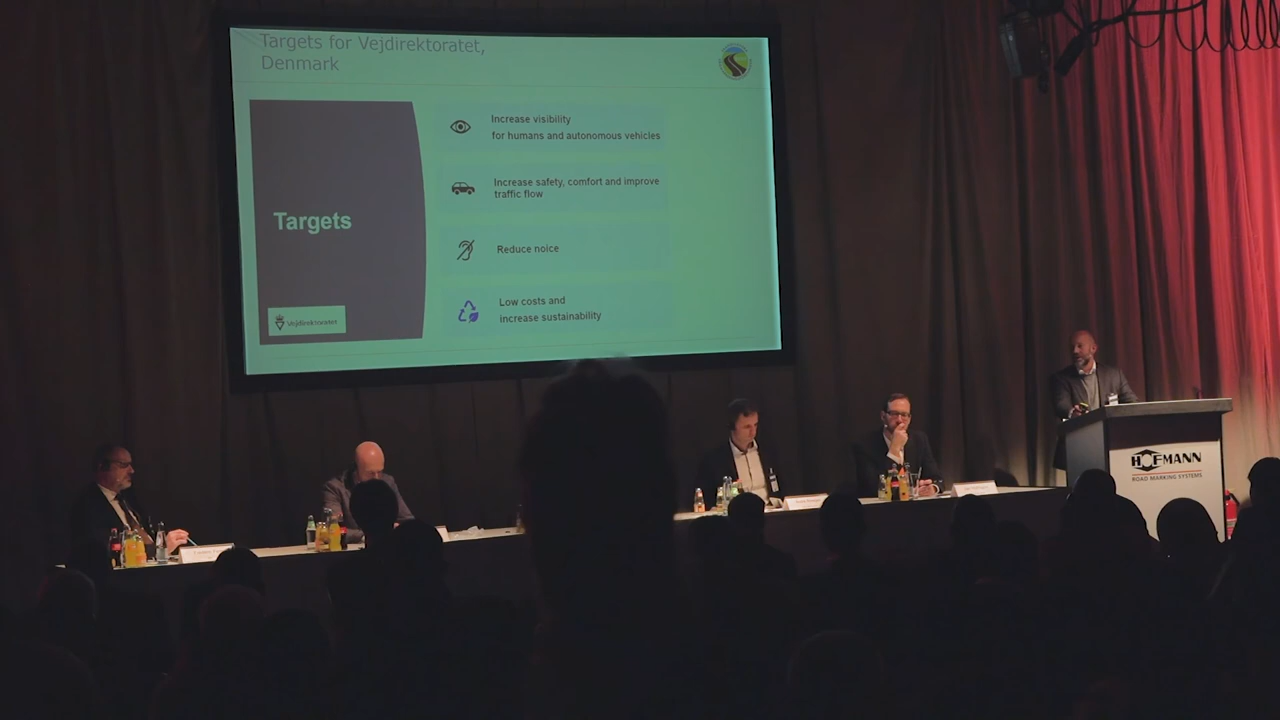 Targets for Vejdirektoratet,
Denmark
Increase visibility
for humans and autonomous vehicles
Increase safety, comfort and improve
traffic flow
Targets
Reduce noice
Low costs and
increase sustainability
Vejdirektoratet
HOFMANN
ROAD MARKING SYSTEMS